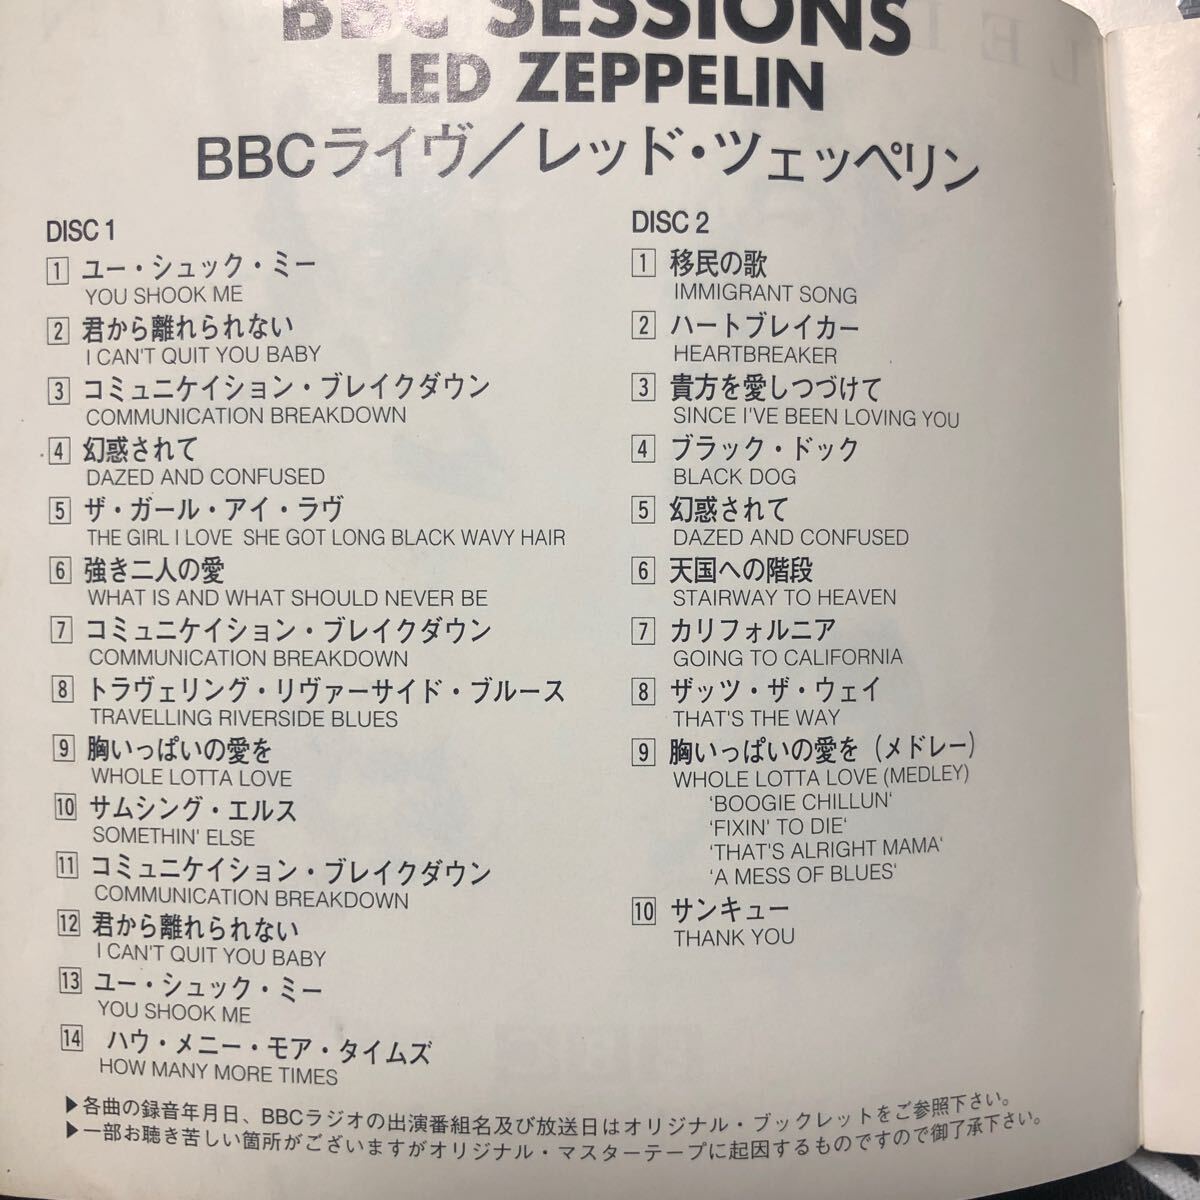 BBC SESSIONS
LED ZEPPELIN
BBCライヴ／レッド・ツェッペリン
DISC 1
1 ユー・シュック・ミー
YOU SHOOK ME
2 君から離れられない
I CAN'T QUIT YOU BABY
3 コミュニケイション・ブレイクダウン
COMMUNICATION BREAKDOWN
4 幻惑されて
DAZED AND CONFUSED
5 ザ・ガール・アイ・ラヴ
THE GIRL I LOVE SHE GOT LONG BLACK WAVY HAIR
6 強き二人の愛
WHAT IS AND WHAT SHOULD NEVER BE
7 コミュニケイション・ブレイクダウン
COMMUNICATION BREAKDOWN
8 トラヴェリング・リヴァーサイド・ブルース
TRAVELLING RIVERSIDE BLUES
9 胸いっぱいの愛を
WHOLE LOTTA LOVE
10 サムシング・エルス
SOMETHIN' ELSE
11 コミュニケイション・ブレイクダウン
COMMUNICATION BREAKDOWN
12 君から離れられない
I CAN'T QUIT YOU BABY
13 ユー・シュック・ミー
YOU SHOOK ME
14 ハウ・メニー・モア・タイムズ
HOW MANY MORE TIMES
DISC 2
1 移民の歌
IMMIGRANT SONG
2 ハートブレイカー
HEARTBREAKER
3 貴方を愛しつづけて
SINCE I'VE BEEN LOVING YOU
4 ブラック・ドック
BLACK DOG
5 幻惑されて
DAZED AND CONFUSED
6 天国への階段
STAIRWAY TO HEAVEN
7 カリフォルニア
GOING TO CALIFORNIA
8 ザッツ・ザ・ウェイ
THAT'S THE WAY
9 胸いっぱいの愛を（メドレー）
WHOLE LOTTA LOVE (MEDLEY)
‘BOOGIE CHILLUN‘
‘FIXIN' TO DIE‘
‘THAT'S ALRIGHT MAMA‘
‘A MESS OF BLUES‘
10 サンキュー
THANK YOU
▶各曲の録音年月日、BBCラジオの出演番組名及び放送日はオリジナル・ブックレットをご参照下さい。
▶一部お聴き苦しい箇所がございますがオリジナル・マスターテープに起因するものですので御了承下さい。